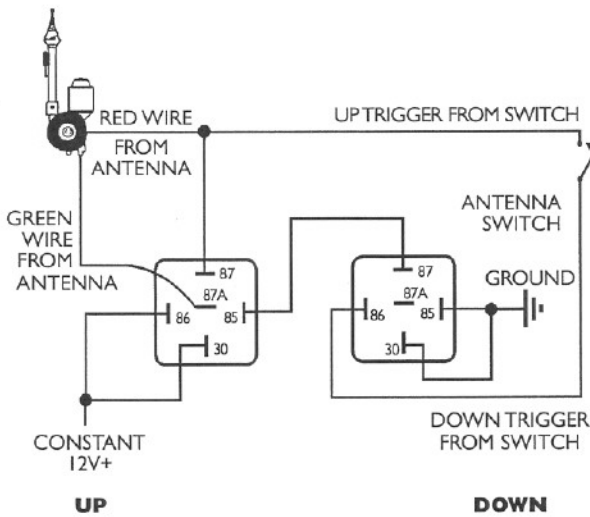 RED WIRE
FROM
ANTENNA
UP TRIGGER FROM SWITCH
GREEN
WIRE
FROM
ANTENNA
ANTENNA
SWITCH
87
87A
86
85
30
87
87A
86
85
30
GROUND
CONSTANT
12V+
DOWN TRIGGER
FROM SWITCH
UP
DOWN